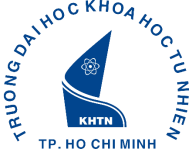 TRUONG DAI HOC KHOA HOC TU NHIEN
KHTN
TP. HO CHI MINH